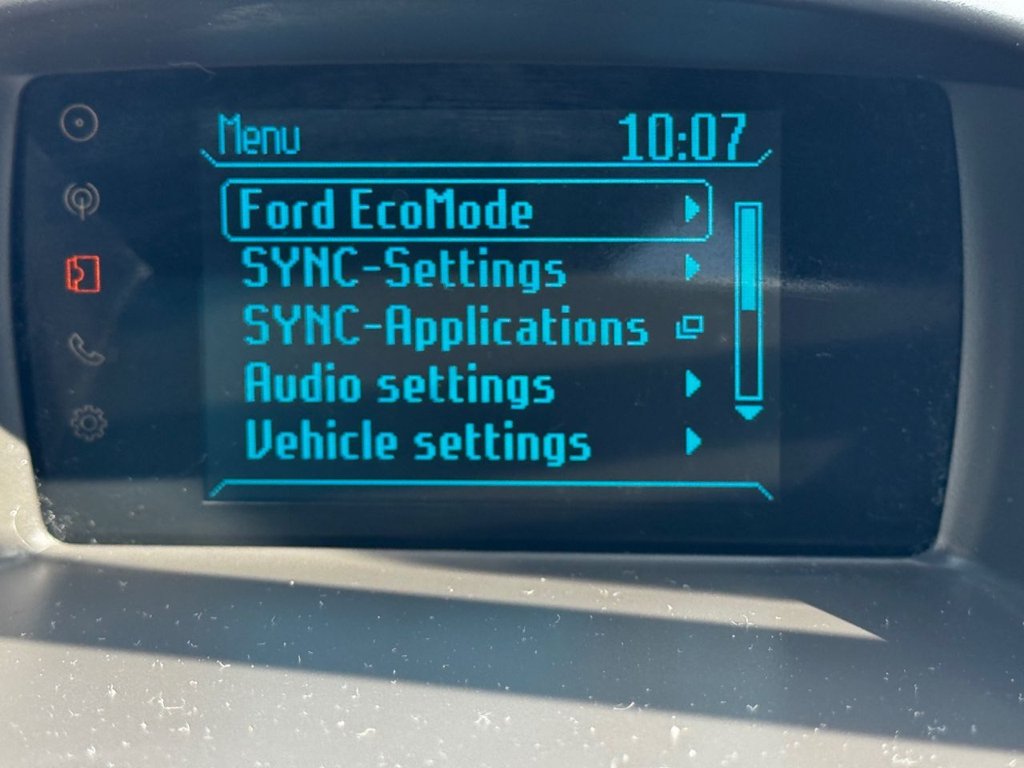 Menu 10:07
Ford EcoMode
SYNC-Settings
SYNC-Applications
Audio settings
Vehicle settings